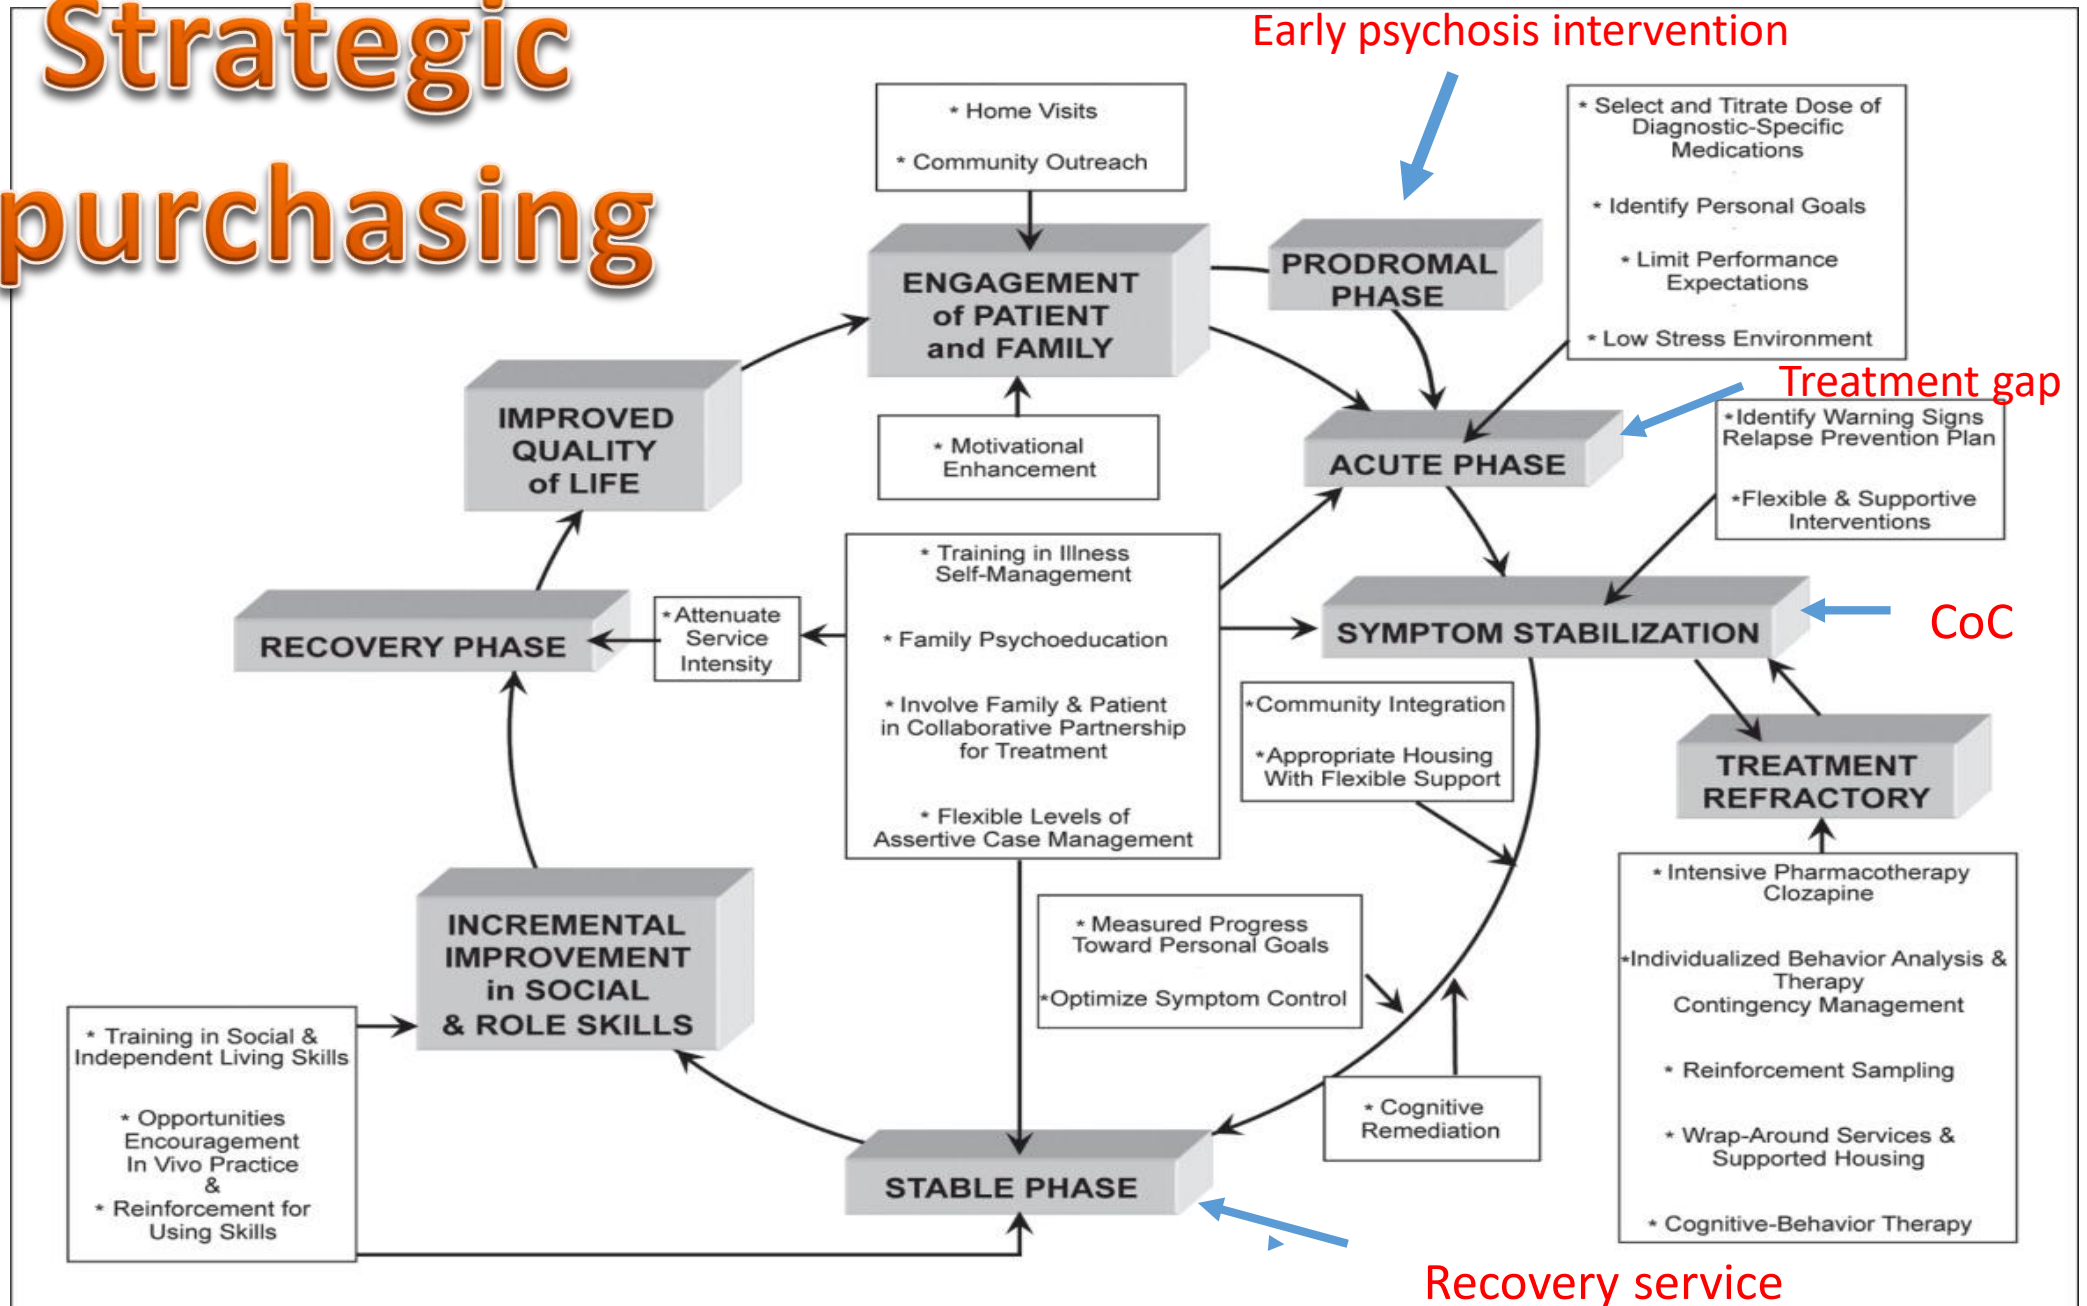 Strategic
purchasing
Early psychosis intervention
* Home Visits
* Community Outreach
* Select and Titrate Dose of
Diagnostic-Specific
Medications
* Identify Personal Goals
* Limit Performance
Expectations
* Low Stress Environment
ENGAGEMENT
of PATIENT
and FAMILY
PRODROMAL
PHASE
Treatment gap
IMPROVED
QUALITY
of LIFE
* Motivational
Enhancement
ACUTE PHASE
*Identify Warning Signs
Relapse Prevention Plan
*Flexible & Supportive
Interventions
* Training in Illness
Self-Management
* Family Psychoeducation
* Involve Family & Patient
in Collaborative Partnership
for Treatment
* Flexible Levels of
Assertive Case Management
RECOVERY PHASE
*Attenuate
Service
Intensity
SYMPTOM STABILIZATION
CoC
*Community Integration
*Appropriate Housing
With Flexible Support
TREATMENT
REFRACTORY
* Intensive Pharmacotherapy
Clozapine
*Individualized Behavior Analysis &
Therapy
Contingency Management
* Reinforcement Sampling
* Wrap-Around Services &
Supported Housing
* Cognitive-Behavior Therapy
INCREMENTAL
IMPROVEMENT
in SOCIAL
& ROLE SKILLS
* Measured Progress
Toward Personal Goals
*Optimize Symptom Control
* Training in Social &
Independent Living Skills
* Opportunities
Encouragement
In Vivo Practice
&
* Reinforcement for
Using Skills
* Cognitive
Remediation
STABLE PHASE
Recovery service